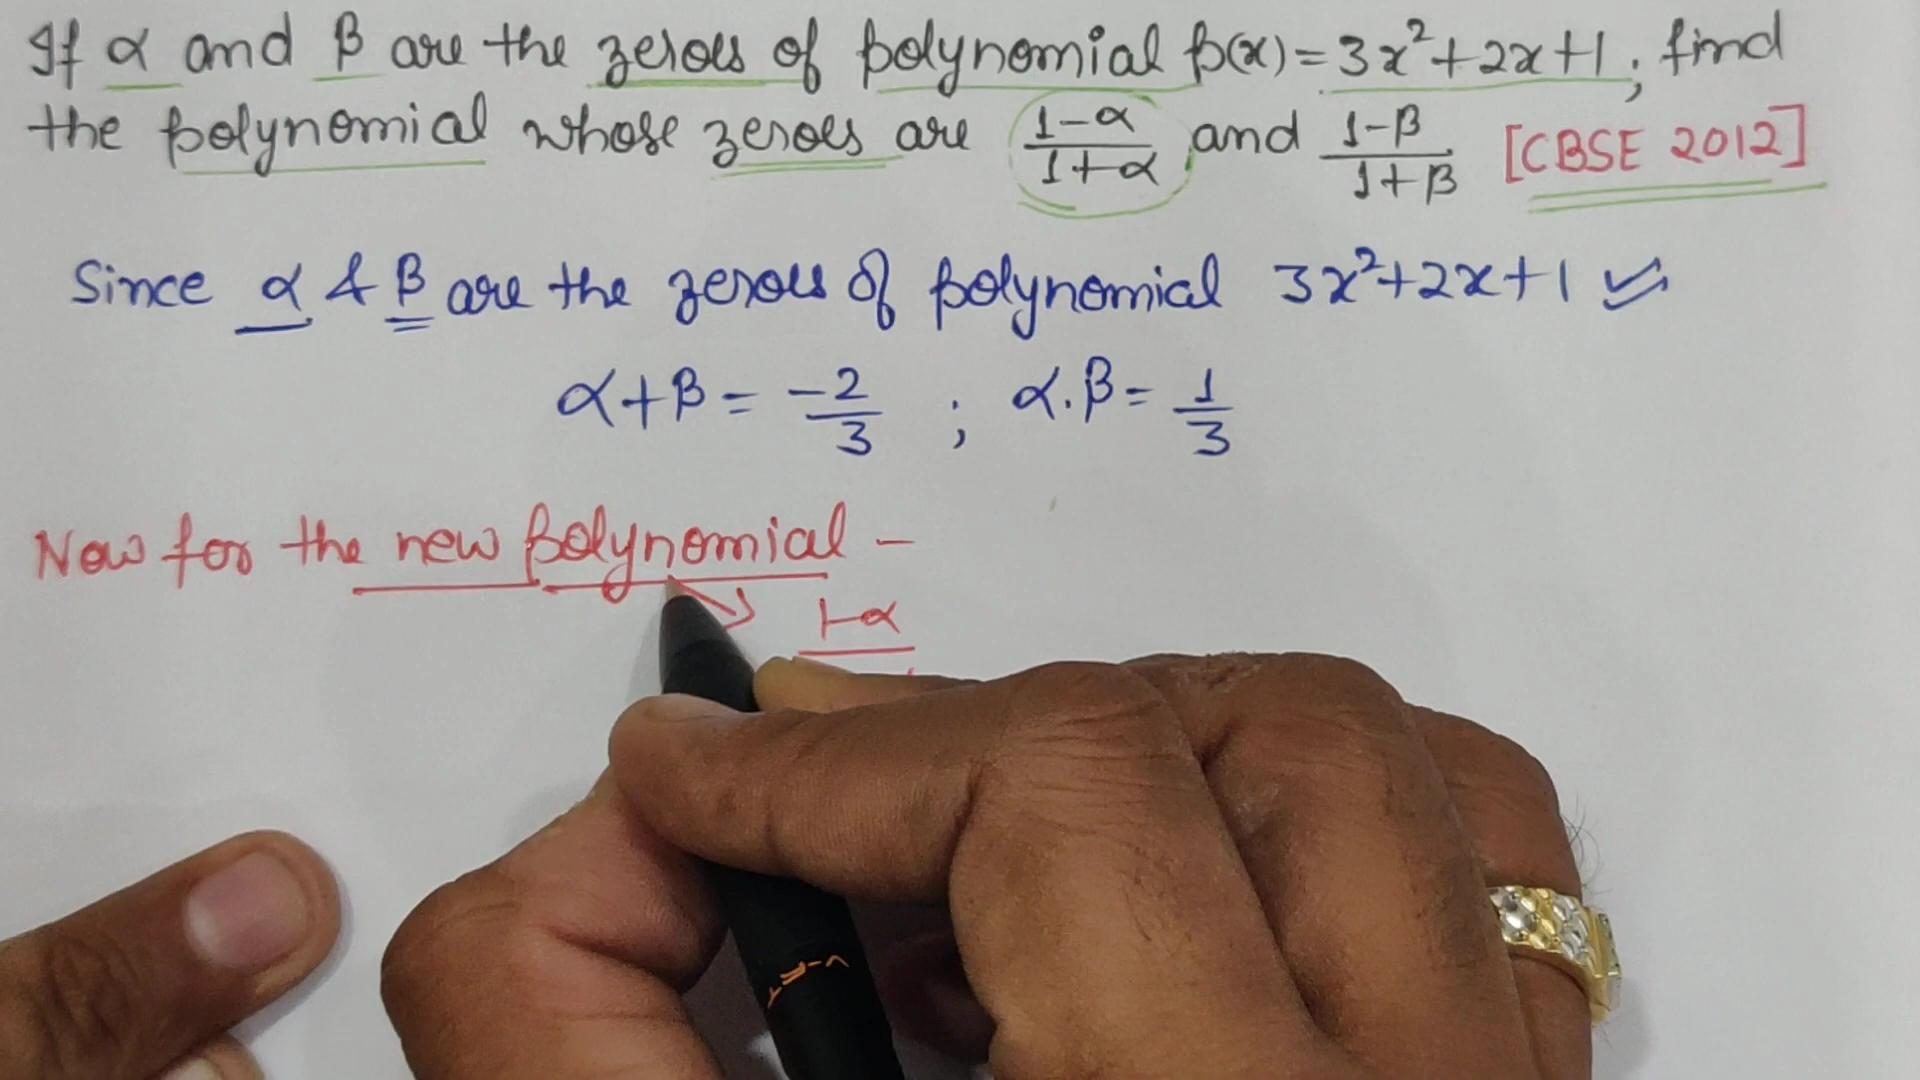 If α and β are the zeroes of polynomial p(x)=3x²+2x+1, find
the polynomial whose zeroes are 1-α/1+α and 1-β/1+β [CBSE 2012]
Since α & β are the zeroes of polynomial 3x²+2x+1
α+β = -2/3 ; α.β = 1/3
Now for the new polynomial -
1-α